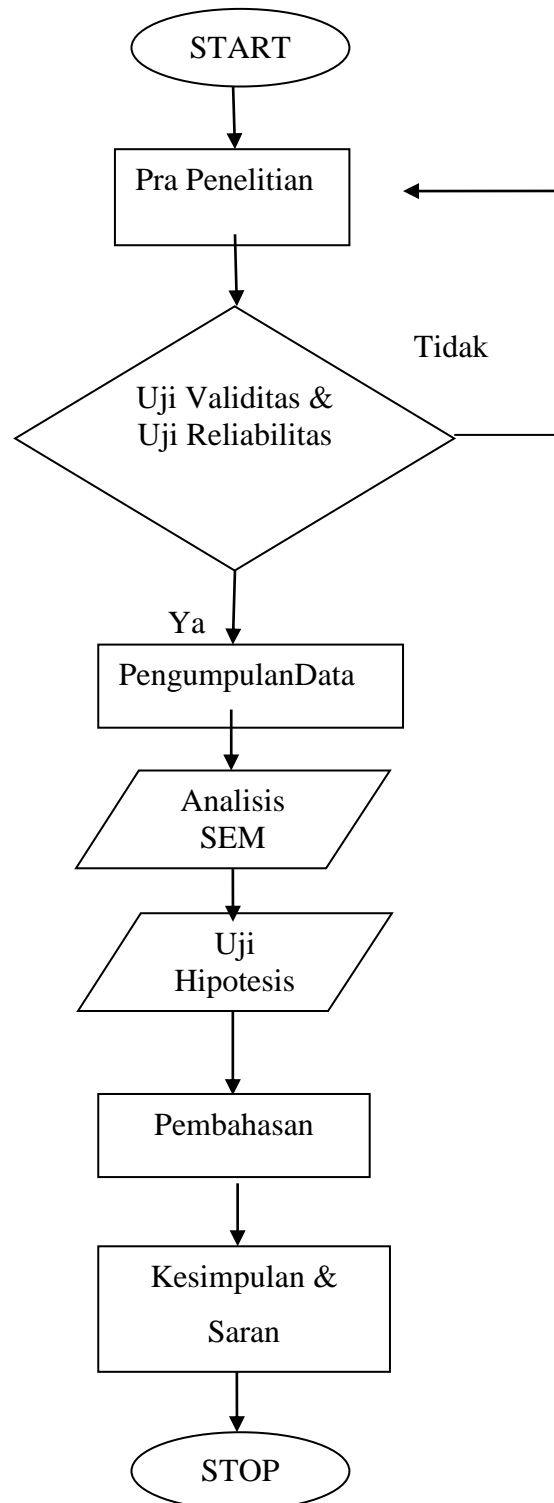 START
Pra Penelitian
Tidak
Uji Validitas &
Uji Reliabilitas
Ya
PengumpulanData
Analisis
SEM
Uji
Hipotesis
Pembahasan
Kesimpulan &
Saran
STOP